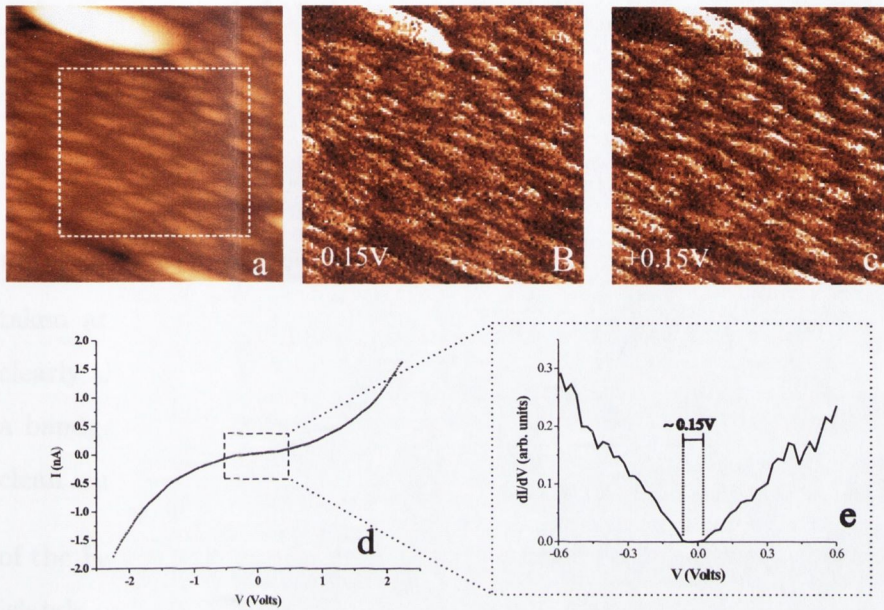 a
-0.15V B
+0.15V c
2.0
1.5
1.0
0.5
0.0
-0.5
-1.0
-1.5
-2.0
I (nA)
-2 -1 0 1 2
V (Volts)
d
0.3
0.2
0.1
0.0
dI/dV (arb. units)
~ 0.15V
-0.6 -0.3 0.0 0.3 0.6
V (Volts)
e